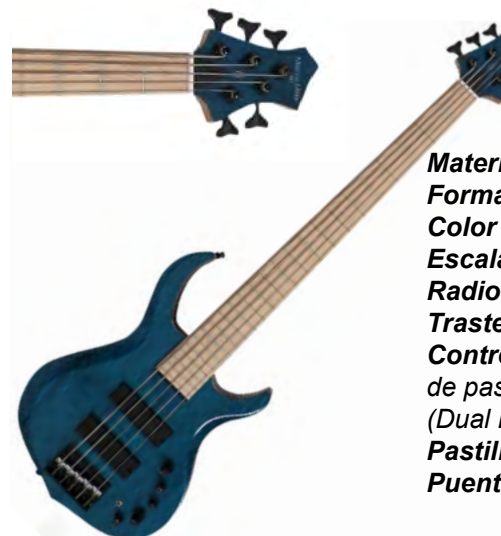 Materi
Forma
Color
Escala
Radio
Traste
Contro
de pas
(Dual
Pastill
Puent